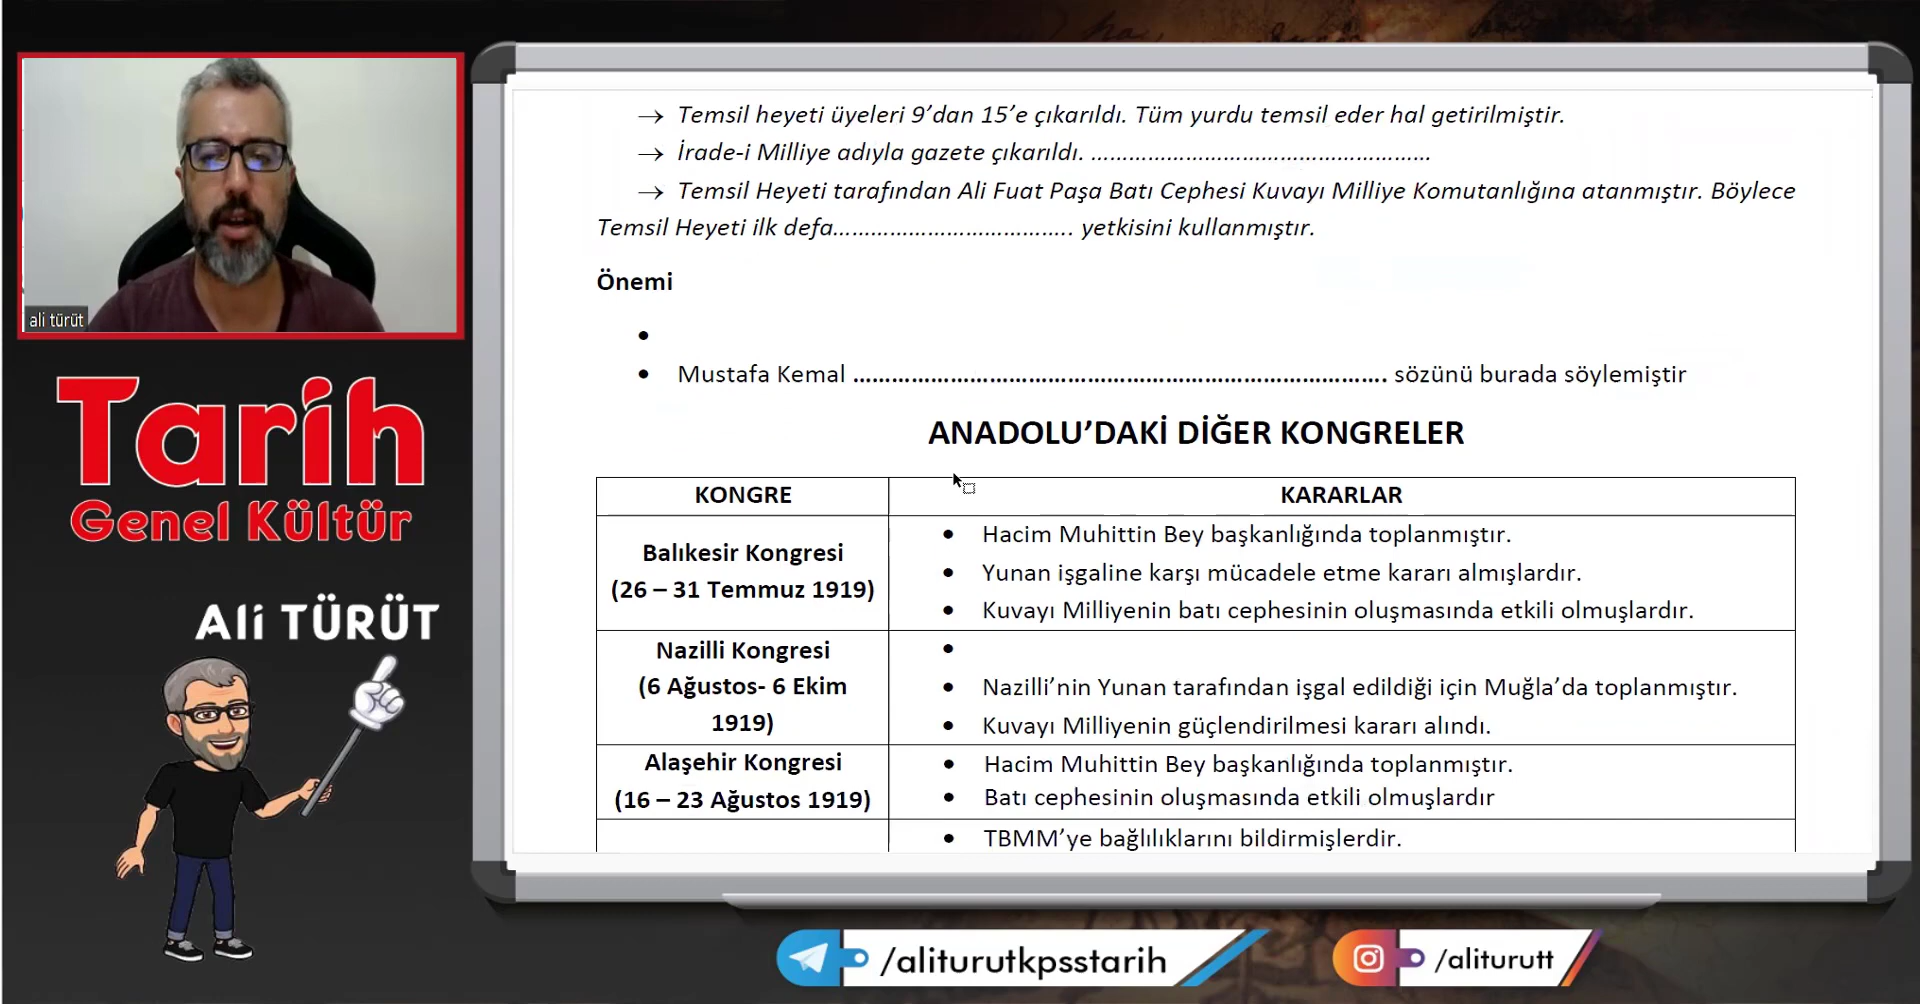 → Temsil heyeti üyeleri 9’dan 15’e çıkarıldı. Tüm yurdu temsil eder hal getirilmiştir.
→ İrade-i Milliye adıyla gazete çıkarıldı. ………………………………………………
→ Temsil Heyeti tarafından Ali Fuat Paşa Batı Cephesi Kuvayı Milliye Komutanlığına atanmıştır. Böylece
Temsil Heyeti ilk defa……………………………….. yetkisini kullanmıştır.
Önemi
•
• Mustafa Kemal ………………………………………………………………………. sözünü burada söylemiştir
ANADOLU’DAKİ DİĞER KONGRELER
KONGRE
KARARLAR
Balıkesir Kongresi
(26 – 31 Temmuz 1919)
• Hacim Muhittin Bey başkanlığında toplanmıştır.
• Yunan işgaline karşı mücadele etme kararı almışlardır.
• Kuvayı Milliyenin batı cephesinin oluşmasında etkili olmuşlardır.
Nazilli Kongresi
(6 Ağustos- 6 Ekim
1919)
•
• Nazilli’nin Yunan tarafından işgal edildiği için Muğla’da toplanmıştır.
• Kuvayı Milliyenin güçlendirilmesi kararı alındı.
Alaşehir Kongresi
(16 – 23 Ağustos 1919)
• Hacim Muhittin Bey başkanlığında toplanmıştır.
• Batı cephesinin oluşmasında etkili olmuşlardır
• TBMM’ye bağlılıklarını bildirmişlerdir.
ali türüt
Tarih
Genel Kültür
Ali TÜRÜT
/aliturutkpsstarih
/aliturutt